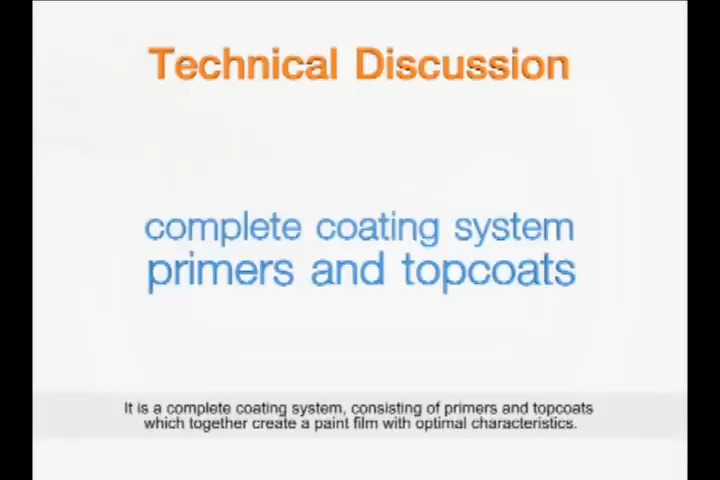 Technical Discussion
complete coating system
primers and topcoats
It is a complete coating system, consisting of primers and topcoats
which together create a paint film with optimal characteristics.